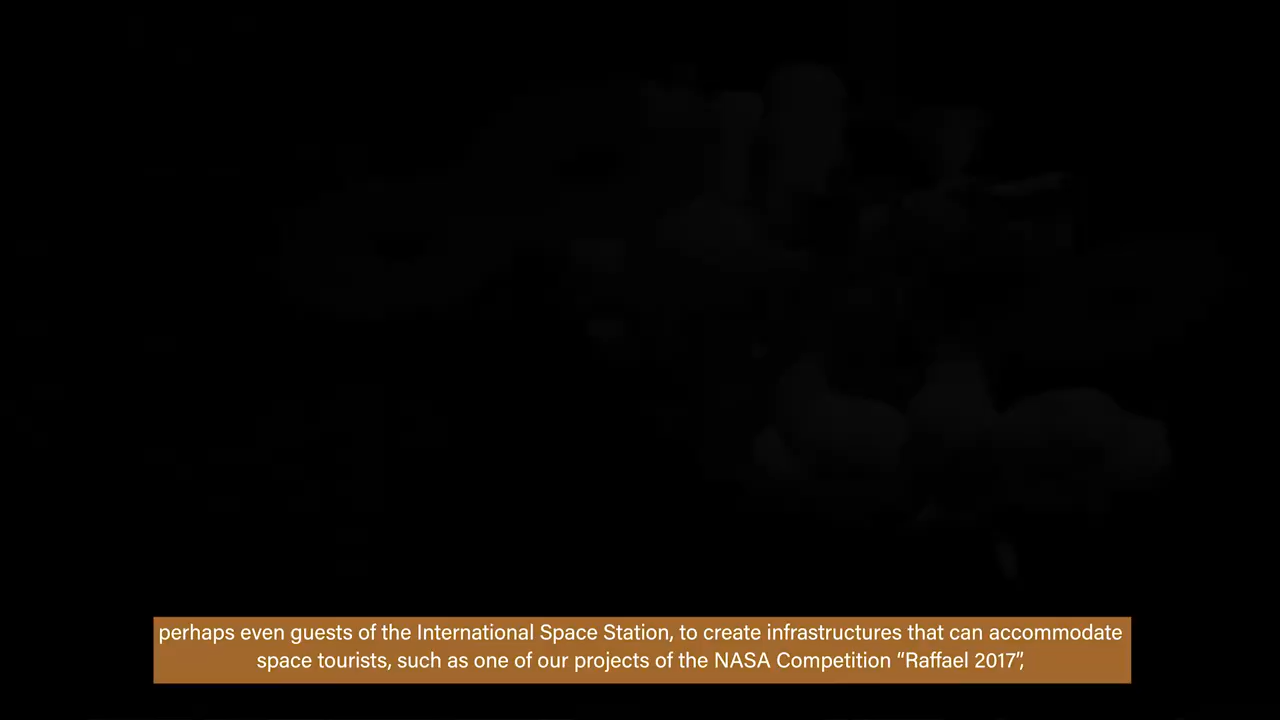 perhaps even guests of the International Space Station, to create infrastructures that can accommodate
space tourists, such as one of our projects of the NASA Competition “Raffael 2017”,